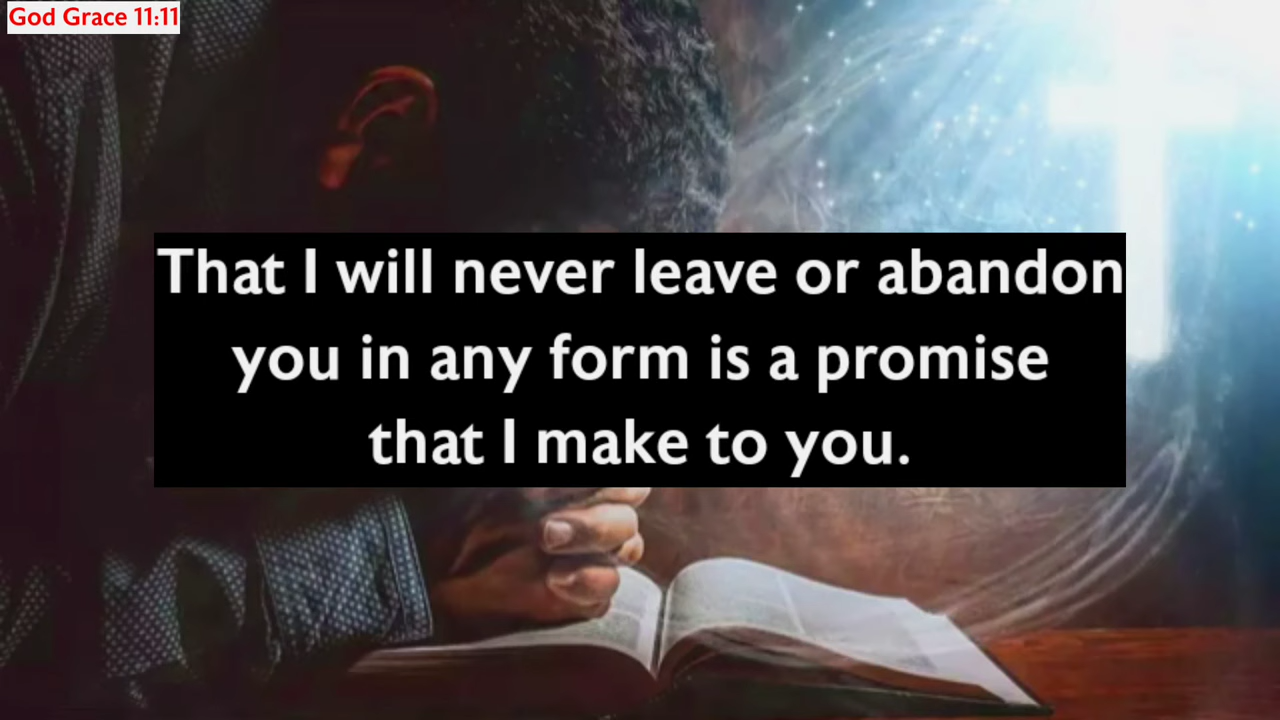 God Grace 11:11
That I will never leave or abandon
you in any form is a promise
that I make to you.